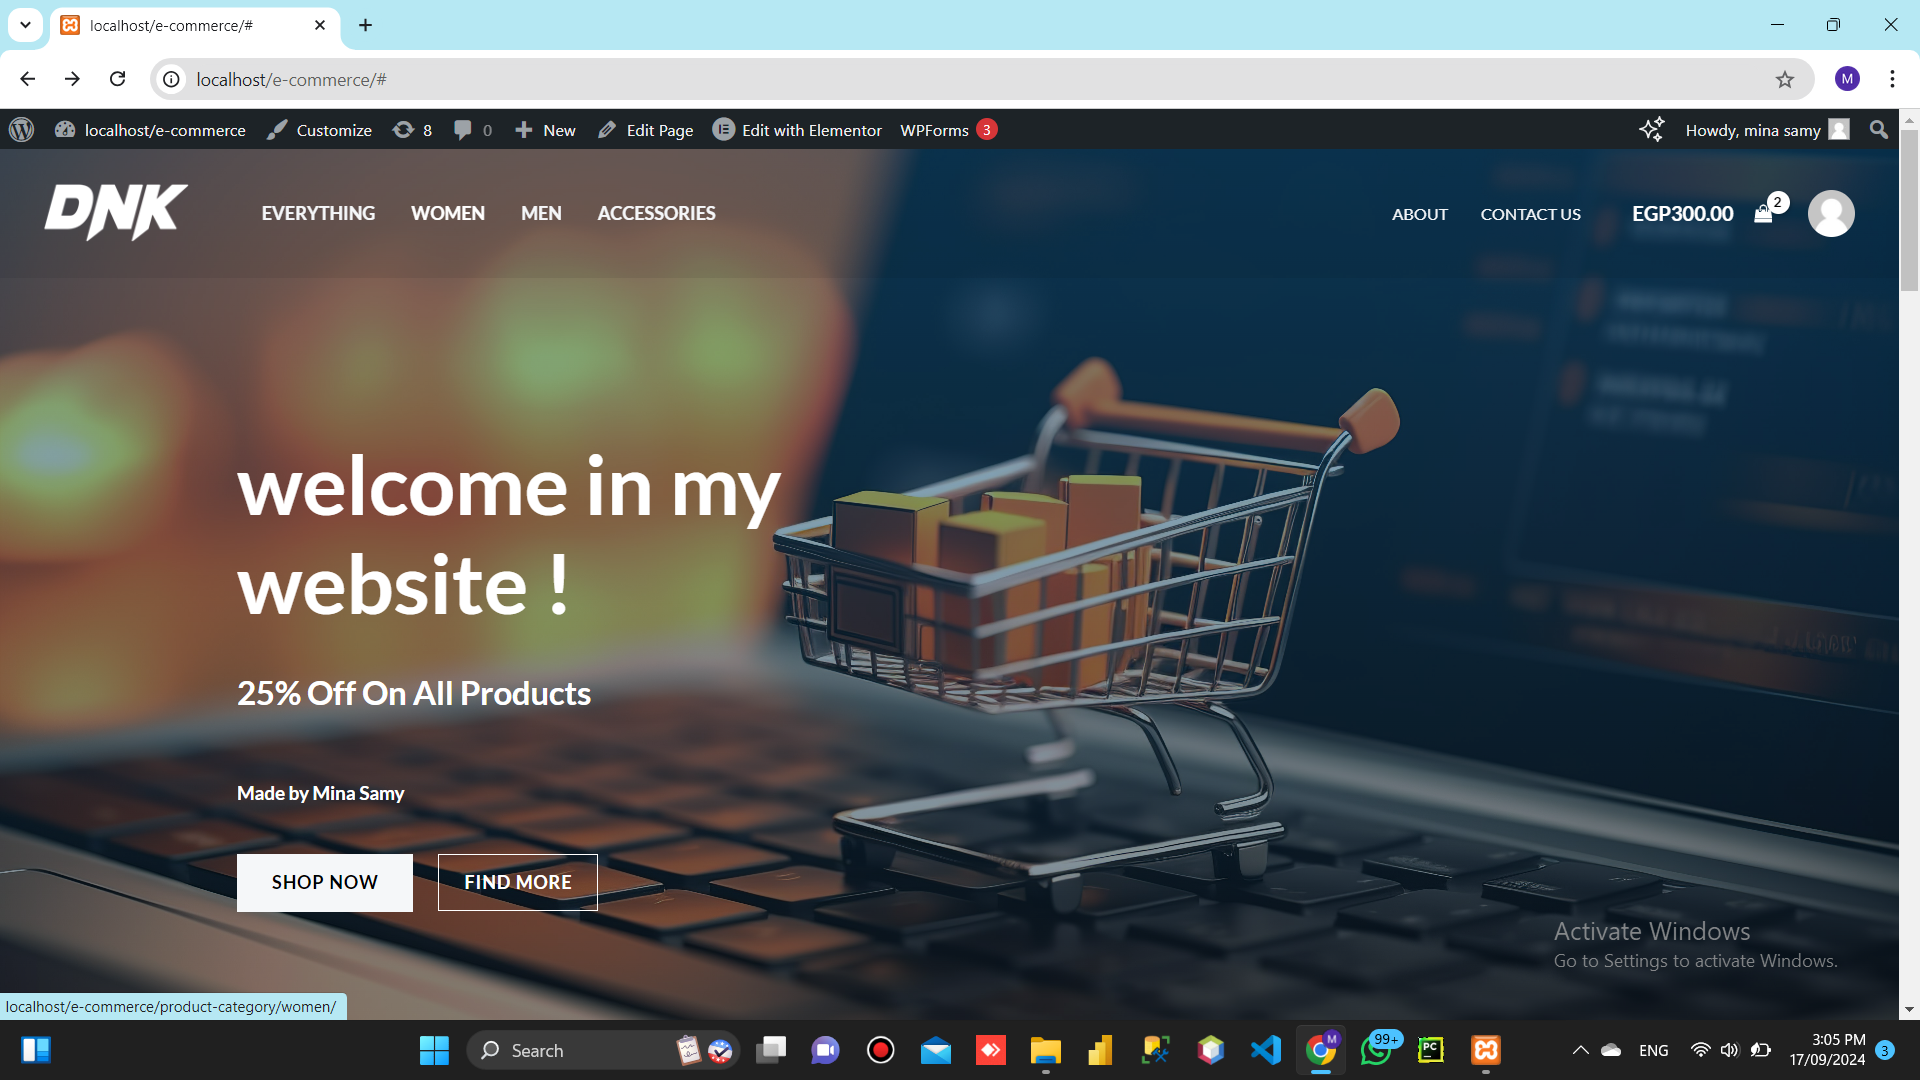 localhost/e-commerce/#
localhost/e-commerce/#
M
localhost/e-commerce
Customize
8
0
New
Edit Page
Edit with Elementor
WPForms 3
Howdy, mina samy
DNK
EVERYTHING
WOMEN
MEN
ACCESSORIES
ABOUT
CONTACT US
EGP300.00
2
welcome in my
website !
25% Off On All Products
Made by Mina Samy
SHOP NOW
FIND MORE
Activate Windows
Go to Settings to activate Windows.
localhost/e-commerce/product-category/women/
Search
M
99+
PC
ENG
3:05 PM
17/09/2024
3